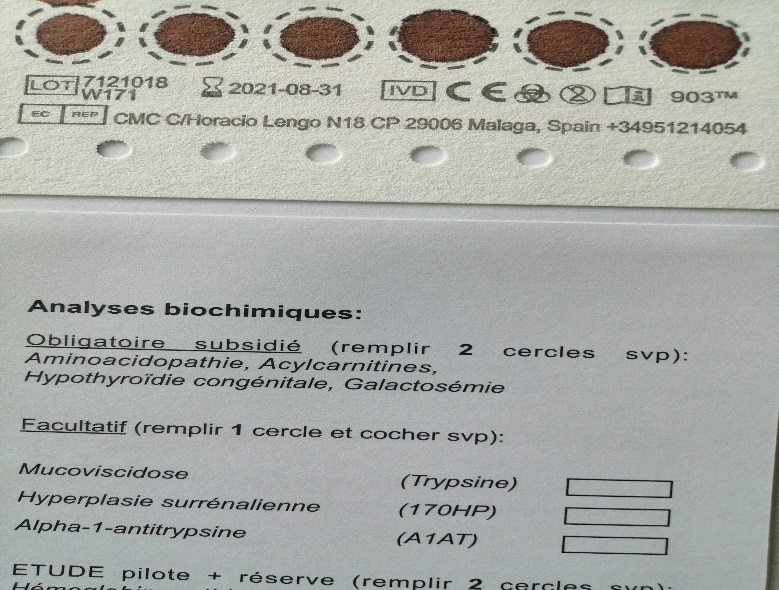 LOT 7121018
W171
2021-08-31
IVD CE 903™
EC REP CMC C/Horacio Lengo N18 CP 29006 Malaga, Spain +34951214054
Analyses biochimiques:
Obligatoire subsidié (remplir 2 cercles svp):
Aminoacidopathie, Acylcarnitines,
Hypothyroïdie congénitale, Galactosémie
Facultatif (remplir 1 cercle et cocher svp):
Mucoviscidose (Trypsine)
Hyperplasie surrénalienne (170HP)
Alpha-1-antitrypsine (A1AT)
ETUDE pilote + réserve (remplir 2 cercles svp):